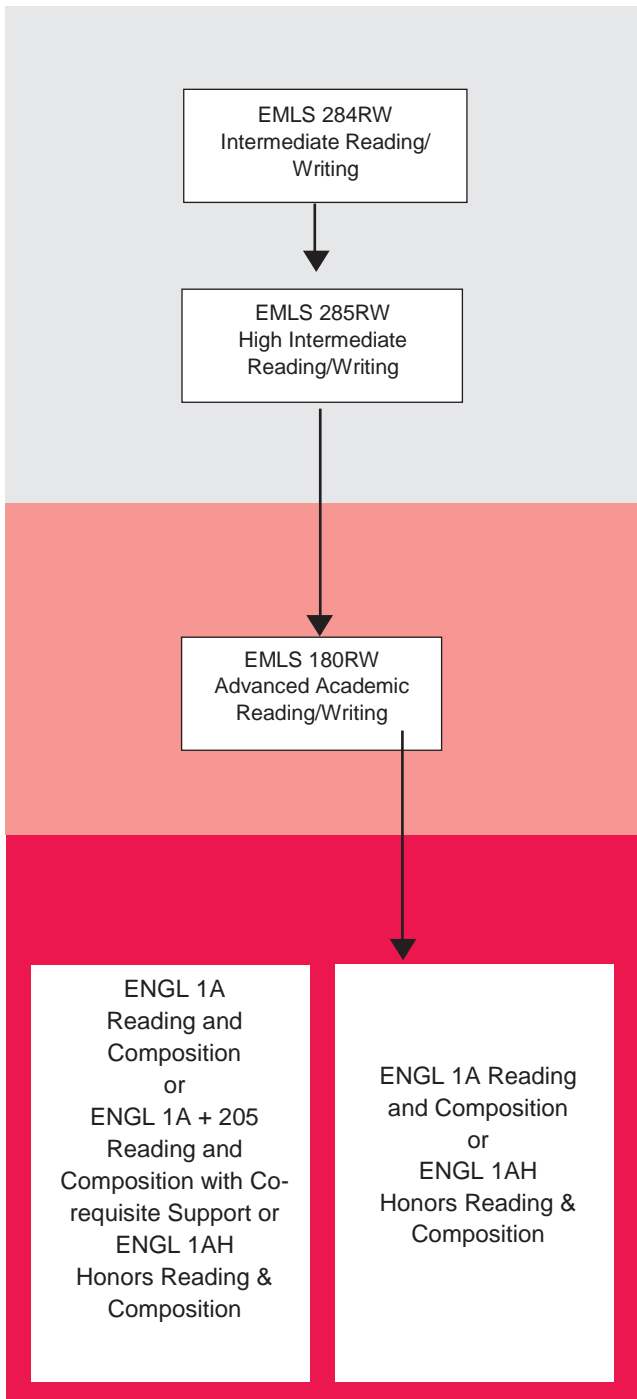 EMLS 284RW
Intermediate Reading/
Writing
EMLS 285RW
High Intermediate
Reading/Writing
EMLS 180RW
Advanced Academic
Reading/Writing
ENGL 1A
Reading and
Composition
or
ENGL 1A + 205
Reading and
Composition with Co-
requisite Support or
ENGL 1AH
Honors Reading &
Composition
ENGL 1A Reading
and Composition
or
ENGL 1AH
Honors Reading &
Composition